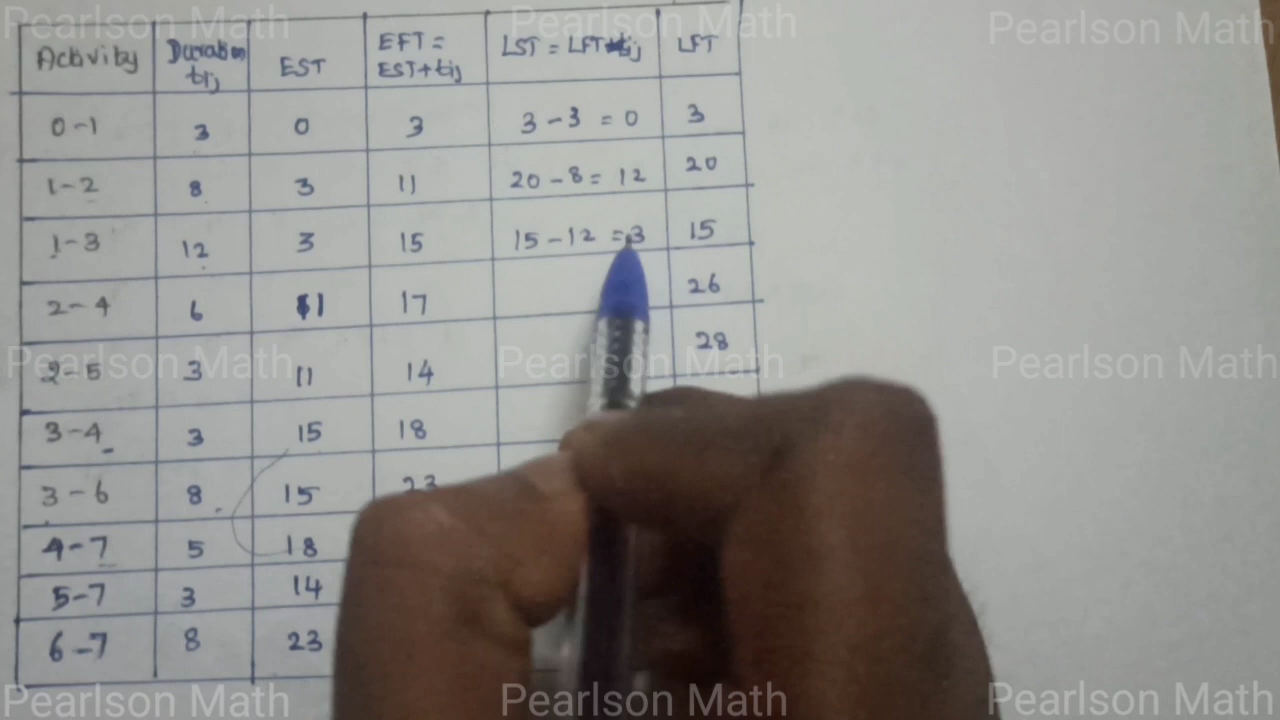 Pearlson Math Pearlson Math Pearlson Math
Activity Duration tij EST EFT = EST+tij LST = LFT-tij LFT
0-1 3 0 3 3-3 = 0 3
1-2 8 3 11 20-8 = 12 20
1-3 12 3 15 15-12 = 3 15
2-4 6 11 17 26
2-5 3 11 14 28
Pearlson Math Pearlson Math Pearlson Math
3-4 3 15 18
3-6 8 15 23
4-7 5 18
5-7 3 14
6-7 8 23
Pearlson Math Pearlson Math Pearlson Math